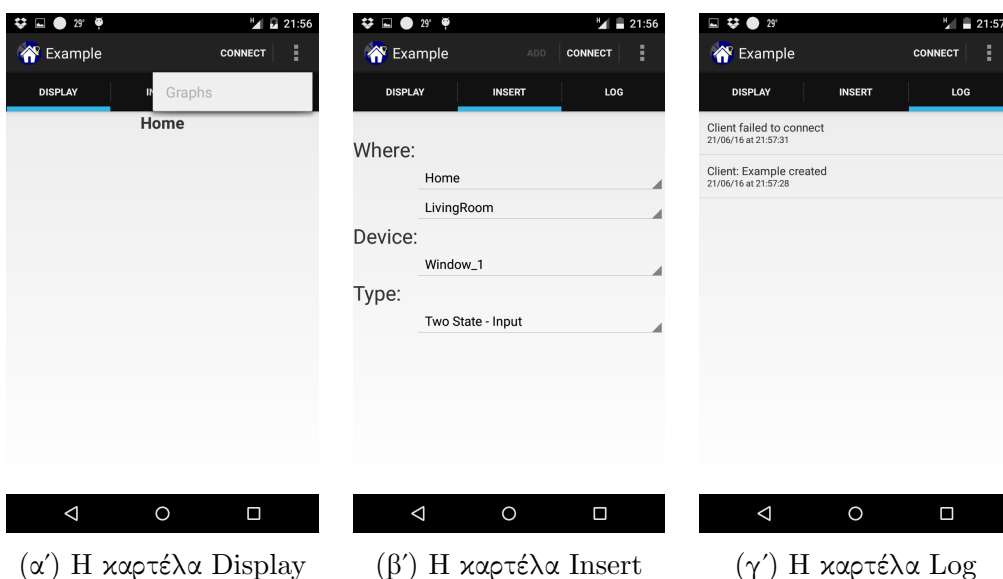 29° 21:56
Example CONNECT
DISPLAY IN Graphs
Home
(α΄) Η καρτέλα Display
29° H 21:56
Example ADD CONNECT
DISPLAY INSERT LOG
Where:
Home
LivingRoom
Device:
Window_1
Type:
Two State - Input
(β΄) Η καρτέλα Insert
29° H 21:57
Example CONNECT
DISPLAY INSERT LOG
Client failed to connect
21/06/16 at 21:57:31
Client: Example created
21/06/16 at 21:57:28
(γ΄) Η καρτέλα Log